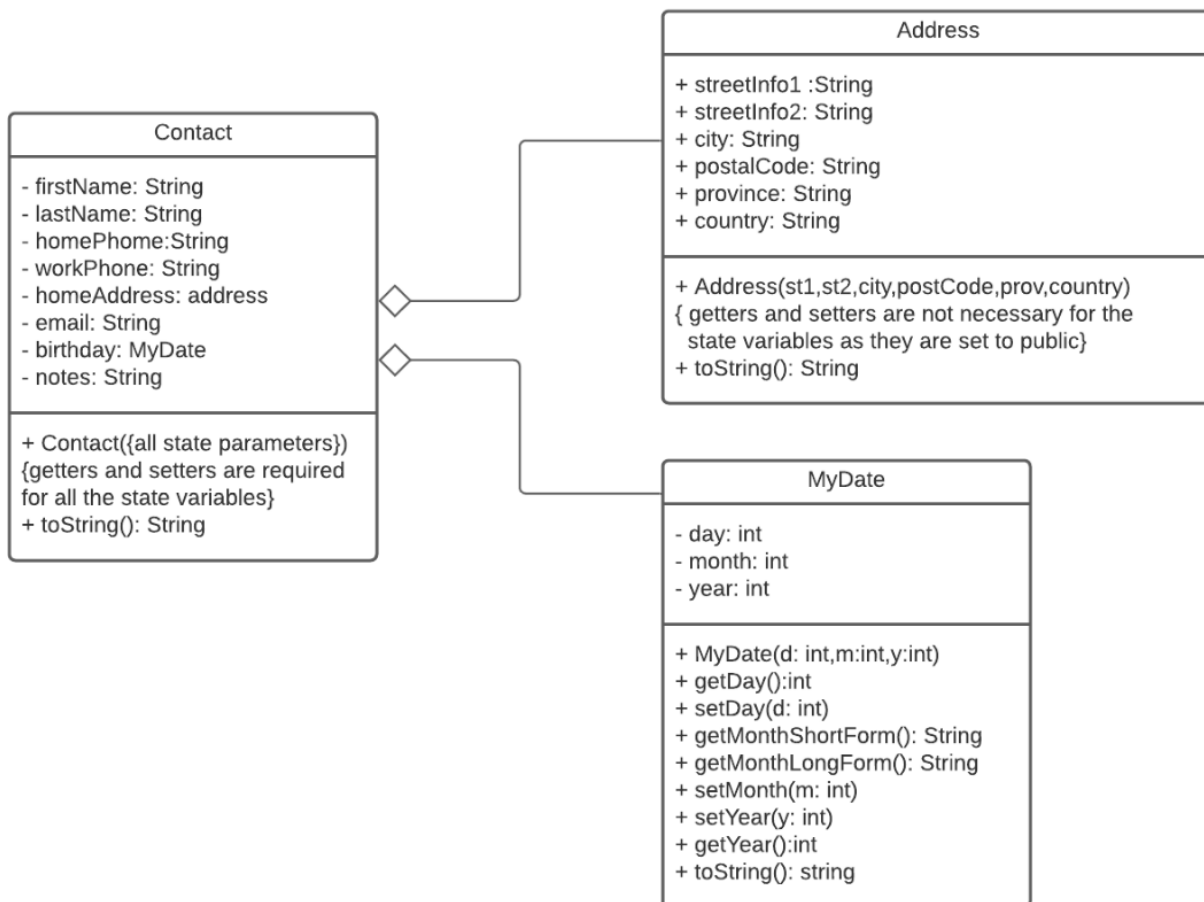 Contact
- firstName: String
- lastName: String
- homePhome:String
- workPhone: String
- homeAddress: address
- email: String
- birthday: MyDate
- notes: String
+ Contact({all state parameters})
{getters and setters are required
for all the state variables}
+ toString(): String
Address
+ streetInfo1 :String
+ streetInfo2: String
+ city: String
+ postalCode: String
+ province: String
+ country: String
+ Address(st1,st2,city,postCode,prov,country)
{ getters and setters are not necessary for the
state variables as they are set to public}
+ toString(): String
MyDate
- day: int
- month: int
- year: int
+ MyDate(d: int,m:int,y:int)
+ getDay():int
+ setDay(d: int)
+ getMonthShortForm(): String
+ getMonthLongForm(): String
+ setMonth(m: int)
+ setYear(y: int)
+ getYear():int
+ toString(): string